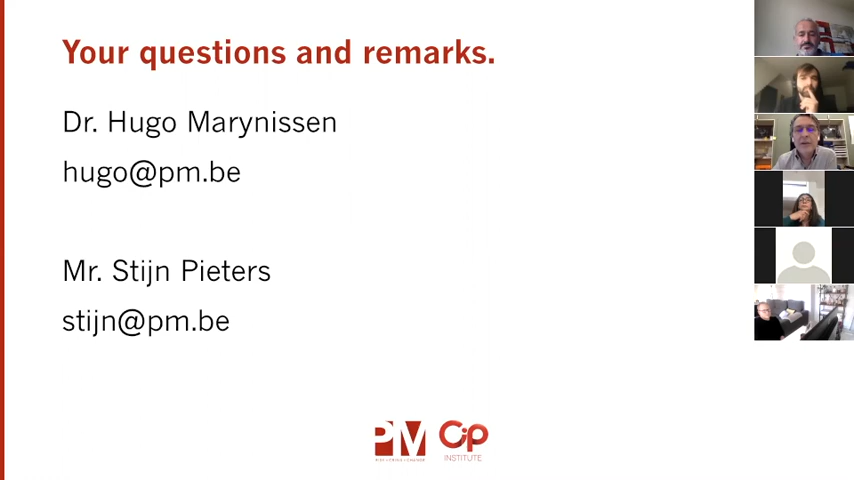 Your questions and remarks.
Dr. Hugo Marynissen
hugo@pm.be
Mr. Stijn Pieters
stijn@pm.be
PM
CIP
INSTITUTE